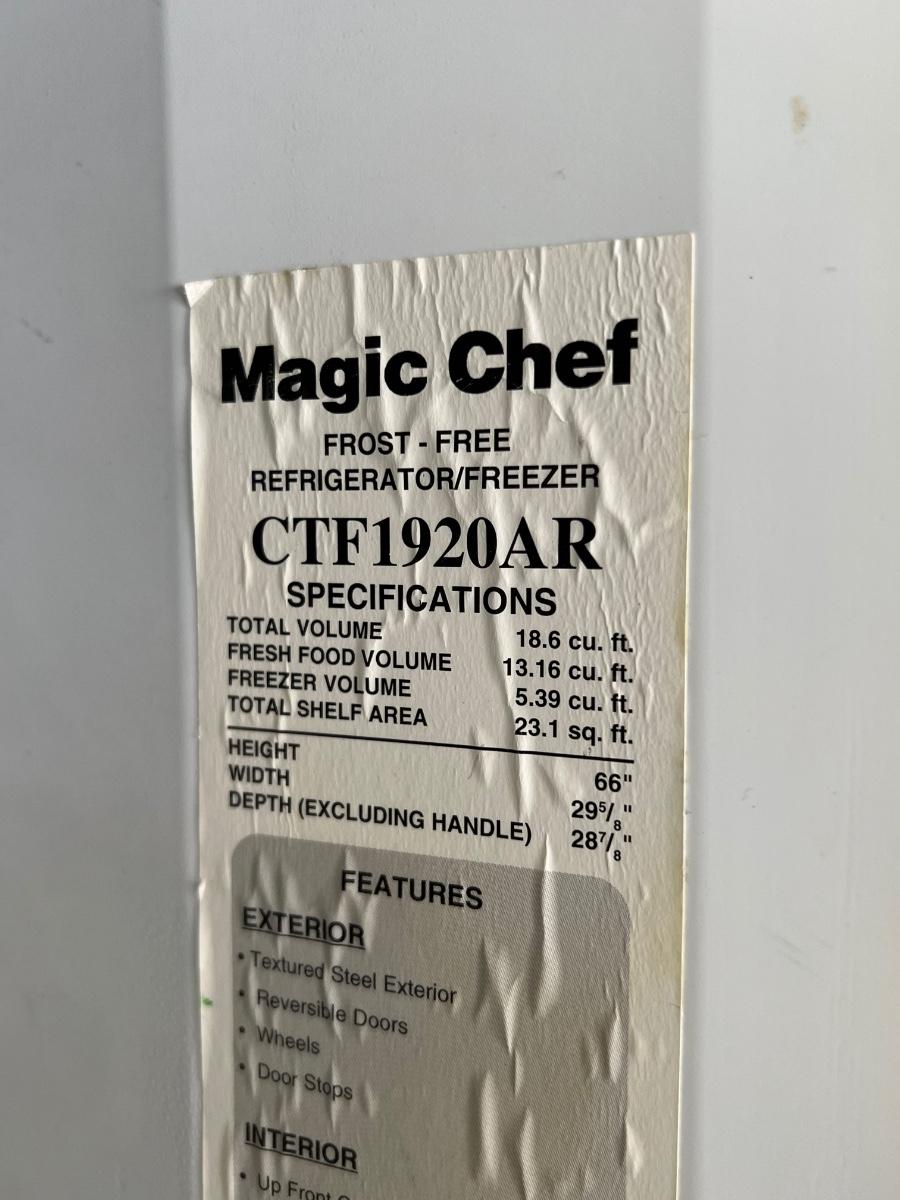 Magic Chef
FROST - FREE
REFRIGERATOR/FREEZER
CTF1920AR
SPECIFICATIONS
TOTAL VOLUME 18.6 cu. ft.
FRESH FOOD VOLUME 13.16 cu. ft.
FREEZER VOLUME 5.39 cu. ft.
TOTAL SHELF AREA 23.1 sq. ft.
HEIGHT 66"
WIDTH 29⁵/₈"
DEPTH (EXCLUDING HANDLE) 28⁷/₈"
FEATURES
EXTERIOR
• Textured Steel Exterior
• Reversible Doors
• Wheels
• Door Stops
INTERIOR
• Up Front